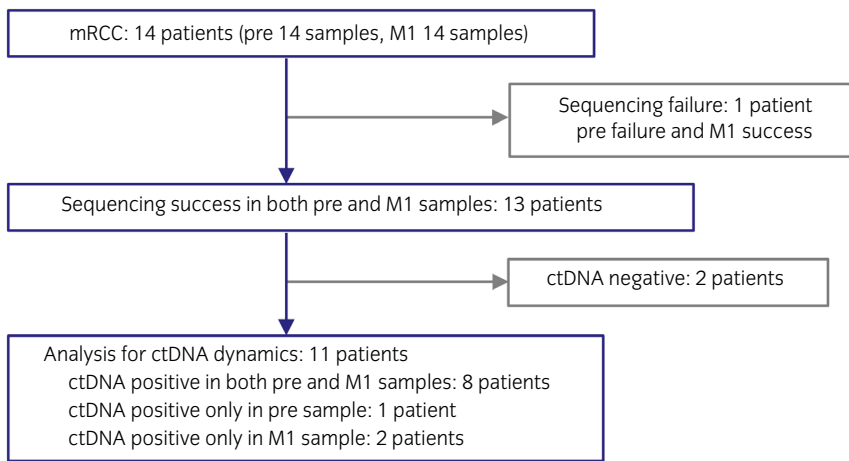 mRCC: 14 patients (pre 14 samples, M1 14 samples)
Sequencing failure: 1 patient
pre failure and M1 success
Sequencing success in both pre and M1 samples: 13 patients
ctDNA negative: 2 patients
Analysis for ctDNA dynamics: 11 patients
ctDNA positive in both pre and M1 samples: 8 patients
ctDNA positive only in pre sample: 1 patient
ctDNA positive only in M1 sample: 2 patients